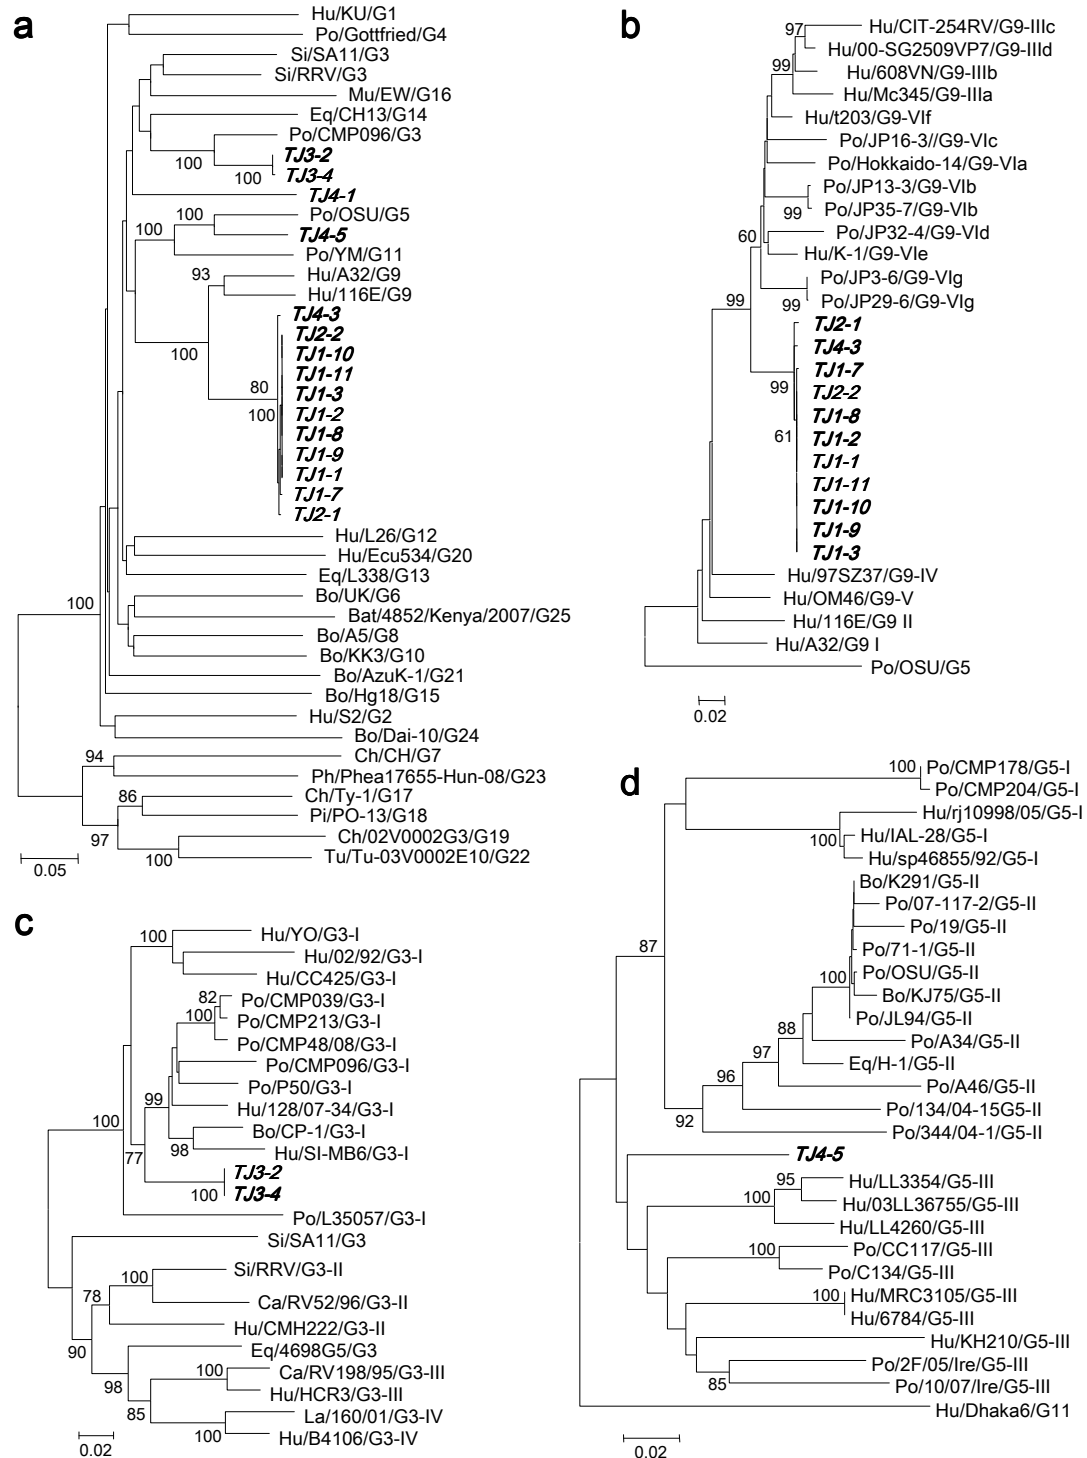 a
Hu/KU/G1
Po/Gottfried/G4
Si/SA11/G3
Si/RRV/G3
Mu/EW/G16
Eq/CH13/G14
Po/CMP096/G3
TJ3-2
100
TJ3-4
100
TJ4-1
Po/OSU/G5
100
TJ4-5
100
Po/YM/G11
Hu/A32/G9
93
Hu/116E/G9
TJ4-3
TJ2-2
TJ1-10
100
TJ1-11
TJ1-3
80
TJ1-2
100
TJ1-8
TJ1-9
TJ1-1
TJ1-7
TJ2-1
Hu/L26/G12
Hu/Ecu534/G20
Eq/L338/G13
Bo/UK/G6
100
Bat/4852/Kenya/2007/G25
Bo/A5/G8
Bo/KK3/G10
Bo/AzuK-1/G21
Bo/Hg18/G15
Hu/S2/G2
Bo/Dai-10/G24
Ch/CH/G7
94
Ph/Phea17655-Hun-08/G23
Ch/Ty-1/G17
86
Pi/PO-13/G18
97
Ch/02V0002G3/G19
100
Tu/Tu-03V0002E10/G22
0.05
b
Hu/CIT-254RV/G9-IIIc
97
Hu/00-SG2509VP7/G9-IIId
99
Hu/608VN/G9-IIIb
Hu/Mc345/G9-IIIa
Hu/t203/G9-VIf
Po/JP16-3//G9-VIc
Po/Hokkaido-14/G9-VIa
Po/JP13-3/G9-VIb
99
Po/JP35-7/G9-VIb
Po/JP32-4/G9-VId
60
Hu/K-1/G9-VIe
Po/JP3-6/G9-VIg
99
99
Po/JP29-6/G9-VIg
TJ2-1
TJ4-3
TJ1-7
99
TJ2-2
TJ1-8
61
TJ1-2
TJ1-1
TJ1-11
TJ1-10
TJ1-9
TJ1-3
Hu/97SZ37/G9-IV
Hu/OM46/G9-V
Hu/116E/G9 II
Hu/A32/G9 I
Po/OSU/G5
0.02
c
Hu/YO/G3-I
100
Hu/02/92/G3-I
Hu/CC425/G3-I
82
Po/CMP039/G3-I
100
Po/CMP213/G3-I
Po/CMP48/08/G3-I
Po/CMP096/G3-I
Po/P50/G3-I
99
Hu/128/07-34/G3-I
100
Bo/CP-1/G3-I
98
Hu/SI-MB6/G3-I
77
TJ3-2
100
TJ3-4
Po/L35057/G3-I
Si/SA11/G3
Si/RRV/G3-II
100
78
Ca/RV52/96/G3-II
Hu/CMH222/G3-II
90
Eq/4698G5/G3
100
Ca/RV198/95/G3-III
98
Hu/HCR3/G3-III
85
La/160/01/G3-IV
100
Hu/B4106/G3-IV
0.02
d
100
Po/CMP178/G5-I
Po/CMP204/G5-I
Hu/rj10998/05/G5-I
100
Hu/IAL-28/G5-I
Hu/sp46855/92/G5-I
Bo/K291/G5-II
Po/07-117-2/G5-II
Po/19/G5-II
87
Po/71-1/G5-II
100
Po/OSU/G5-II
Bo/KJ75/G5-II
Po/JL94/G5-II
88
Po/A34/G5-II
97
Eq/H-1/G5-II
96
Po/A46/G5-II
Po/134/04-15G5-II
92
Po/344/04-1/G5-II
TJ4-5
95
Hu/LL3354/G5-III
100
Hu/03LL36755/G5-III
Hu/LL4260/G5-III
100
Po/CC117/G5-III
Po/C134/G5-III
100
Hu/MRC3105/G5-III
Hu/6784/G5-III
Hu/KH210/G5-III
Po/2F/05/Ire/G5-III
85
Po/10/07/Ire/G5-III
Hu/Dhaka6/G11
0.02